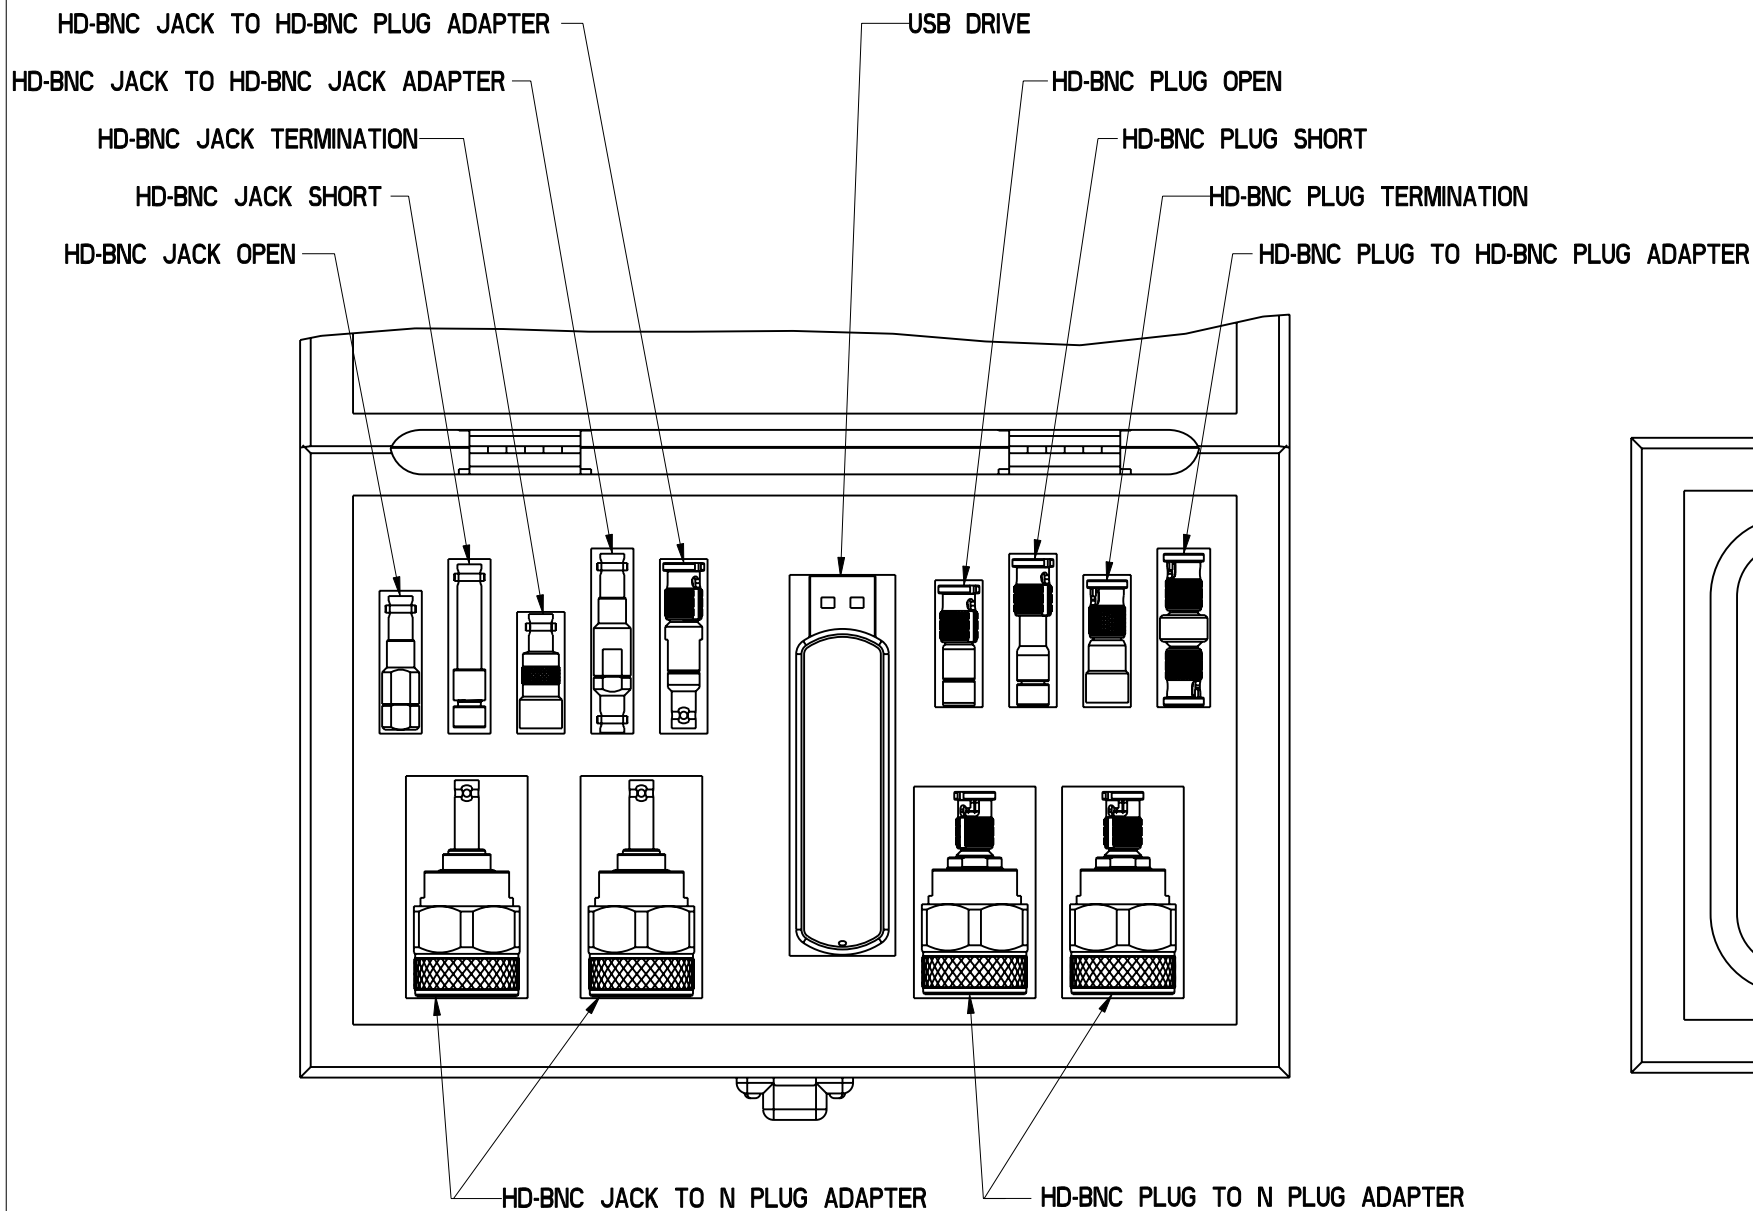 HD-BNC JACK TO HD-BNC PLUG ADAPTER
USB DRIVE
HD-BNC JACK TO HD-BNC JACK ADAPTER
HD-BNC PLUG OPEN
HD-BNC JACK TERMINATION
HD-BNC PLUG SHORT
HD-BNC JACK SHORT
HD-BNC PLUG TERMINATION
HD-BNC JACK OPEN
HD-BNC PLUG TO HD-BNC PLUG ADAPTER
HD-BNC JACK TO N PLUG ADAPTER
HD-BNC PLUG TO N PLUG ADAPTER